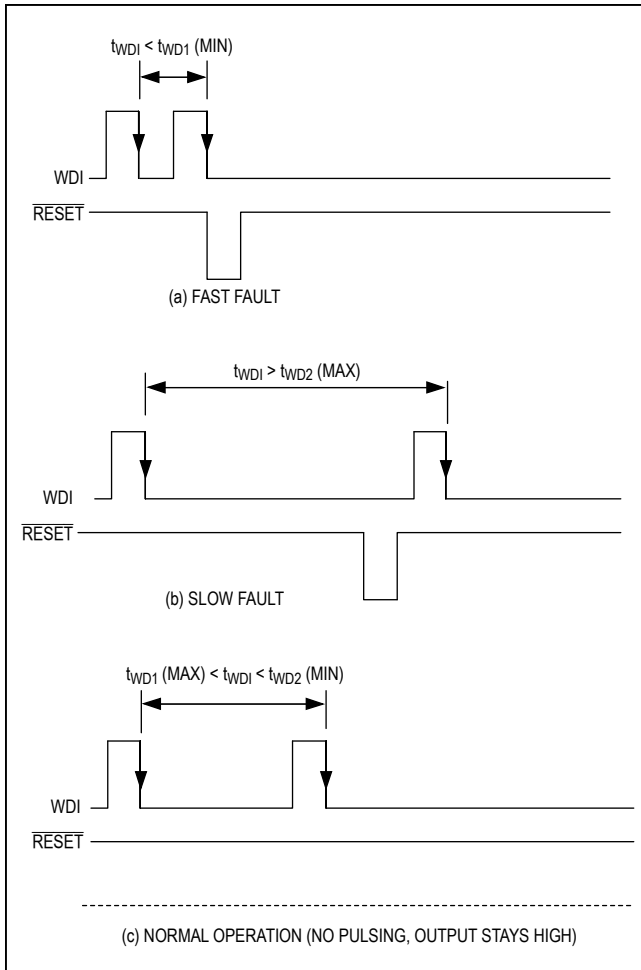 tWDI < tWD1 (MIN)
WDI
RESET
(a) FAST FAULT
tWDI > tWD2 (MAX)
WDI
RESET
(b) SLOW FAULT
tWD1 (MAX) < tWDI < tWD2 (MIN)
WDI
RESET
(c) NORMAL OPERATION (NO PULSING, OUTPUT STAYS HIGH)